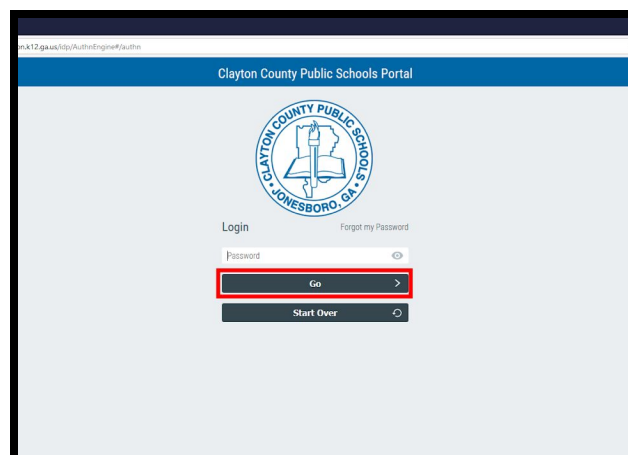 on.k12.ga.us/idp/AuthnEngine#/authn
Clayton County Public Schools Portal
CLAYTON COUNTY PUBLIC SCHOOLS
JONESBORO, GA
Login
Forgot my Password
Password
Go
Start Over